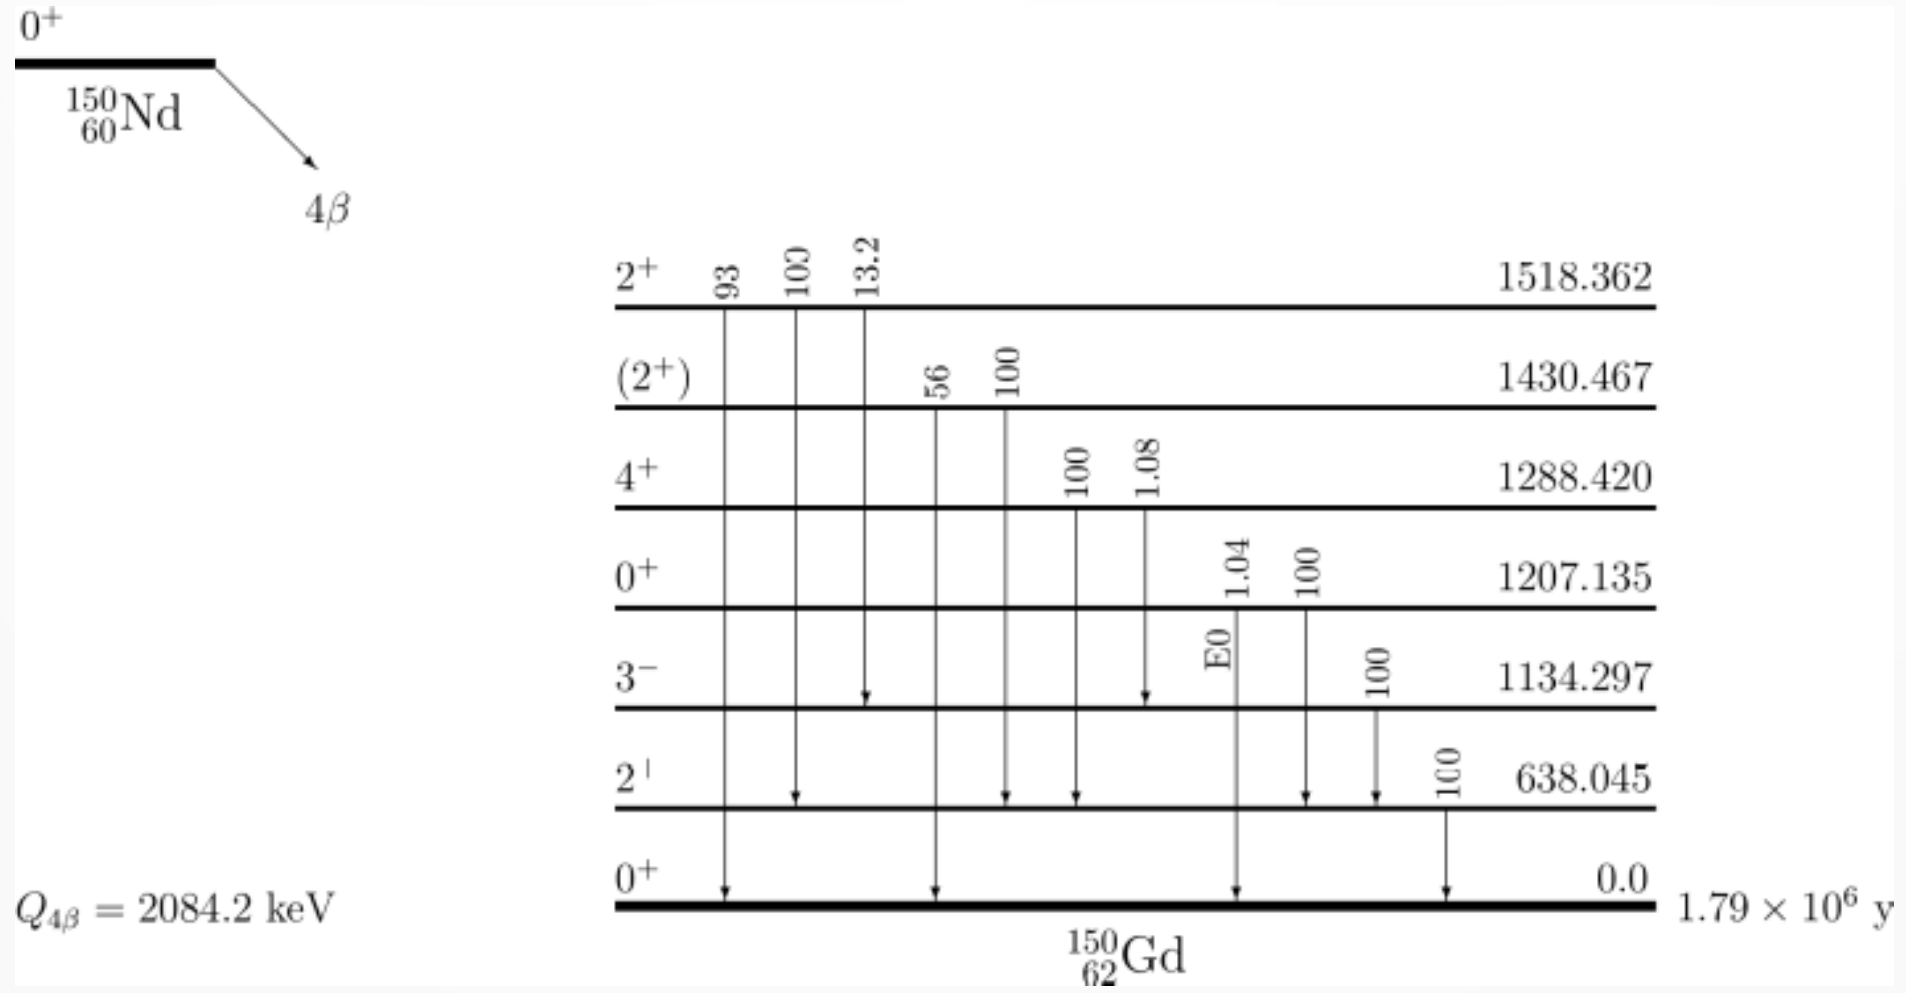 0⁺
¹⁵⁰₆₀Nd
4β
2⁺ 93 100 13.2 1518.362
(2⁺) 56 100 1430.467
4⁺ 100 1.08 1288.420
0⁺ 1.04 100 1207.135
E0
3⁻ 100 1134.297
2⁺ 100 638.045
0⁺ 0.0
Q₄β = 2084.2 keV
1.79 × 10⁶ y
¹⁵⁰₆₂Gd